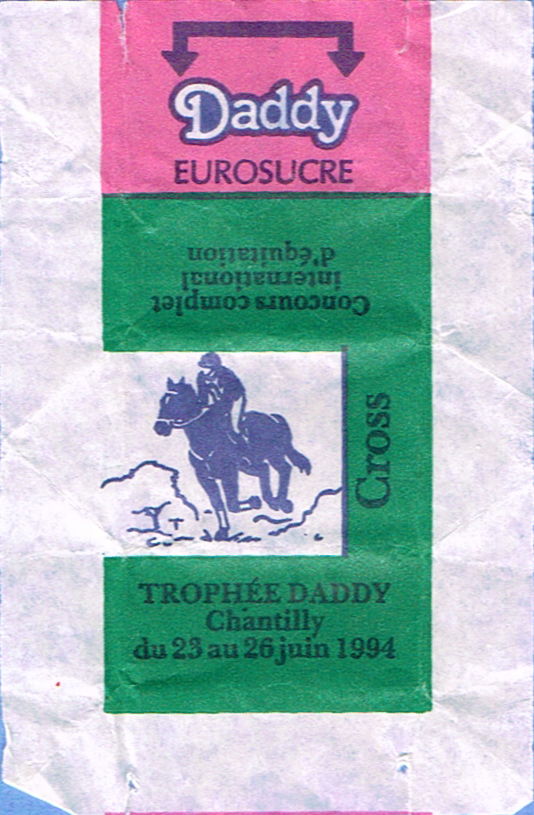 Daddy
EUROSUCRE
Concours complet
international
d'équitation
Cross
TROPHÉE DADDY
Chantilly
du 23 au 26 juin 1994